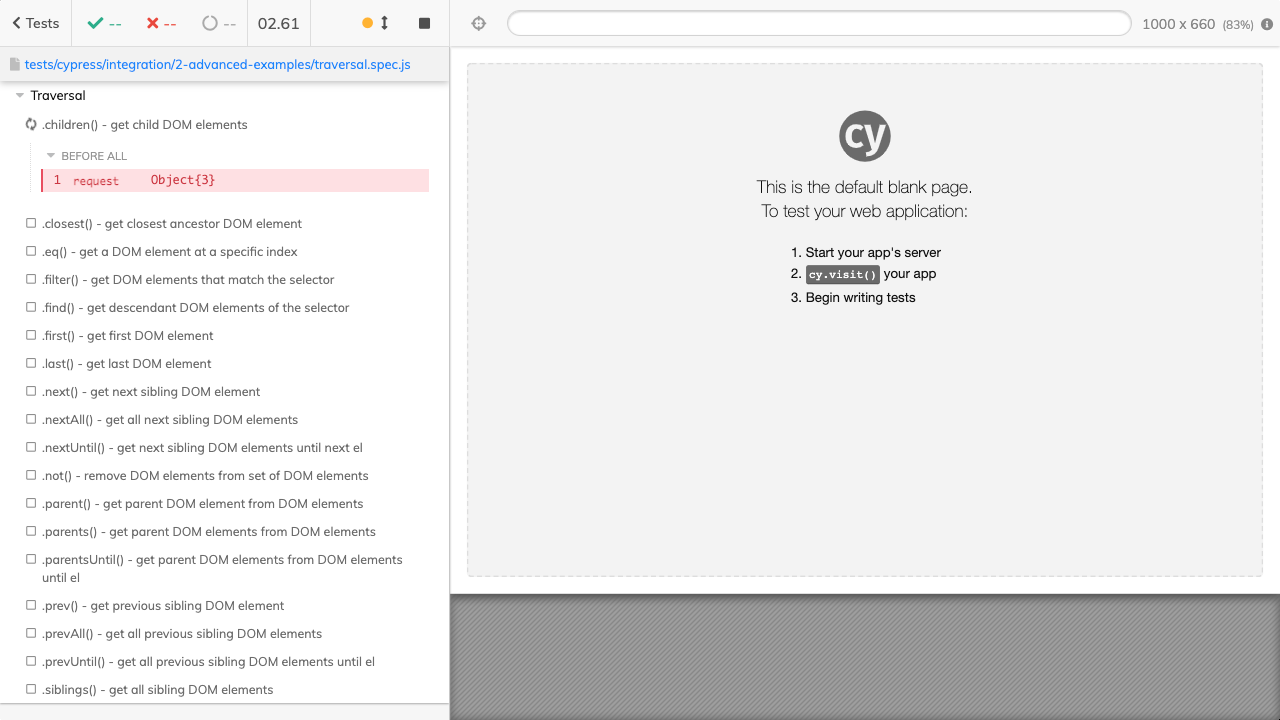 Tests
--
--
--
02.61
1000 x 660 (83%)
tests/cypress/integration/2-advanced-examples/traversal.spec.js
Traversal
.children() - get child DOM elements
BEFORE ALL
1 request Object{3}
.closest() - get closest ancestor DOM element
.eq() - get a DOM element at a specific index
.filter() - get DOM elements that match the selector
.find() - get descendant DOM elements of the selector
.first() - get first DOM element
.last() - get last DOM element
.next() - get next sibling DOM element
.nextAll() - get all next sibling DOM elements
.nextUntil() - get next sibling DOM elements until next el
.not() - remove DOM elements from set of DOM elements
.parent() - get parent DOM element from DOM elements
.parents() - get parent DOM elements from DOM elements
.parentsUntil() - get parent DOM elements from DOM elements
until el
.prev() - get previous sibling DOM element
.prevAll() - get all previous sibling DOM elements
.prevUntil() - get all previous sibling DOM elements until el
.siblings() - get all sibling DOM elements
cy
This is the default blank page.
To test your web application:
1. Start your app's server
2. cy.visit() your app
3. Begin writing tests